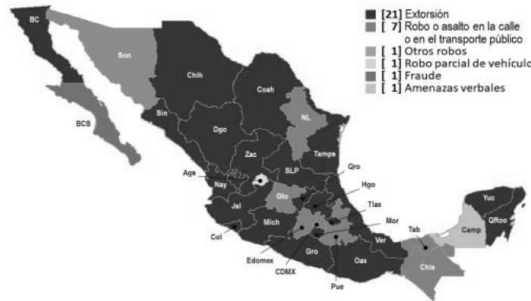 [21] Extorsión
[ 7] Robo o asalto en la calle
o en el transporte público
[ 1] Otros robos
[ 1] Robo parcial de vehículo
[ 1] Fraude
[ 1] Amenazas verbales
BC
Son
Chih
Coah
BCS
Sin
Dgo
NL
Zac
Tamps
SLP
Ags
Nay
Qro
Hgo
Gto
Jal
Tlax
Mich
Mor
Col
Edomex
CDMX
Gro
Pue
Ver
Oax
Tab
Chis
Camp
Yuc
QRoo